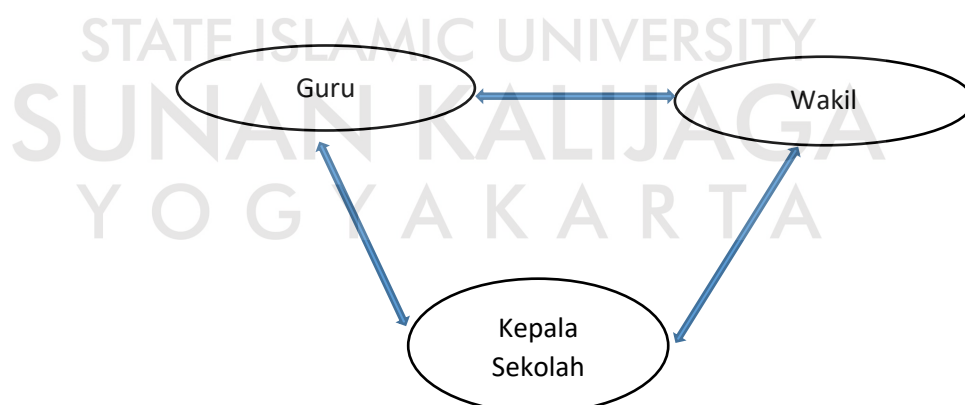 STATE ISLAMIC UNIVERSITY
Guru
Wakil
SUNAN KALIJAGA
YOGYAKARTA
Kepala
Sekolah